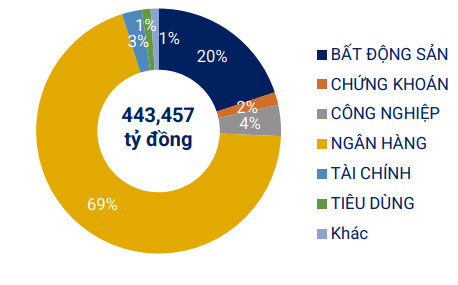 1%
1%
3%
20%
2%
4%
69%
443,457
tỷ đồng
BẤT ĐỘNG SẢN
CHỨNG KHOÁN
CÔNG NGHIỆP
NGÂN HÀNG
TÀI CHÍNH
TIÊU DÙNG
Khác